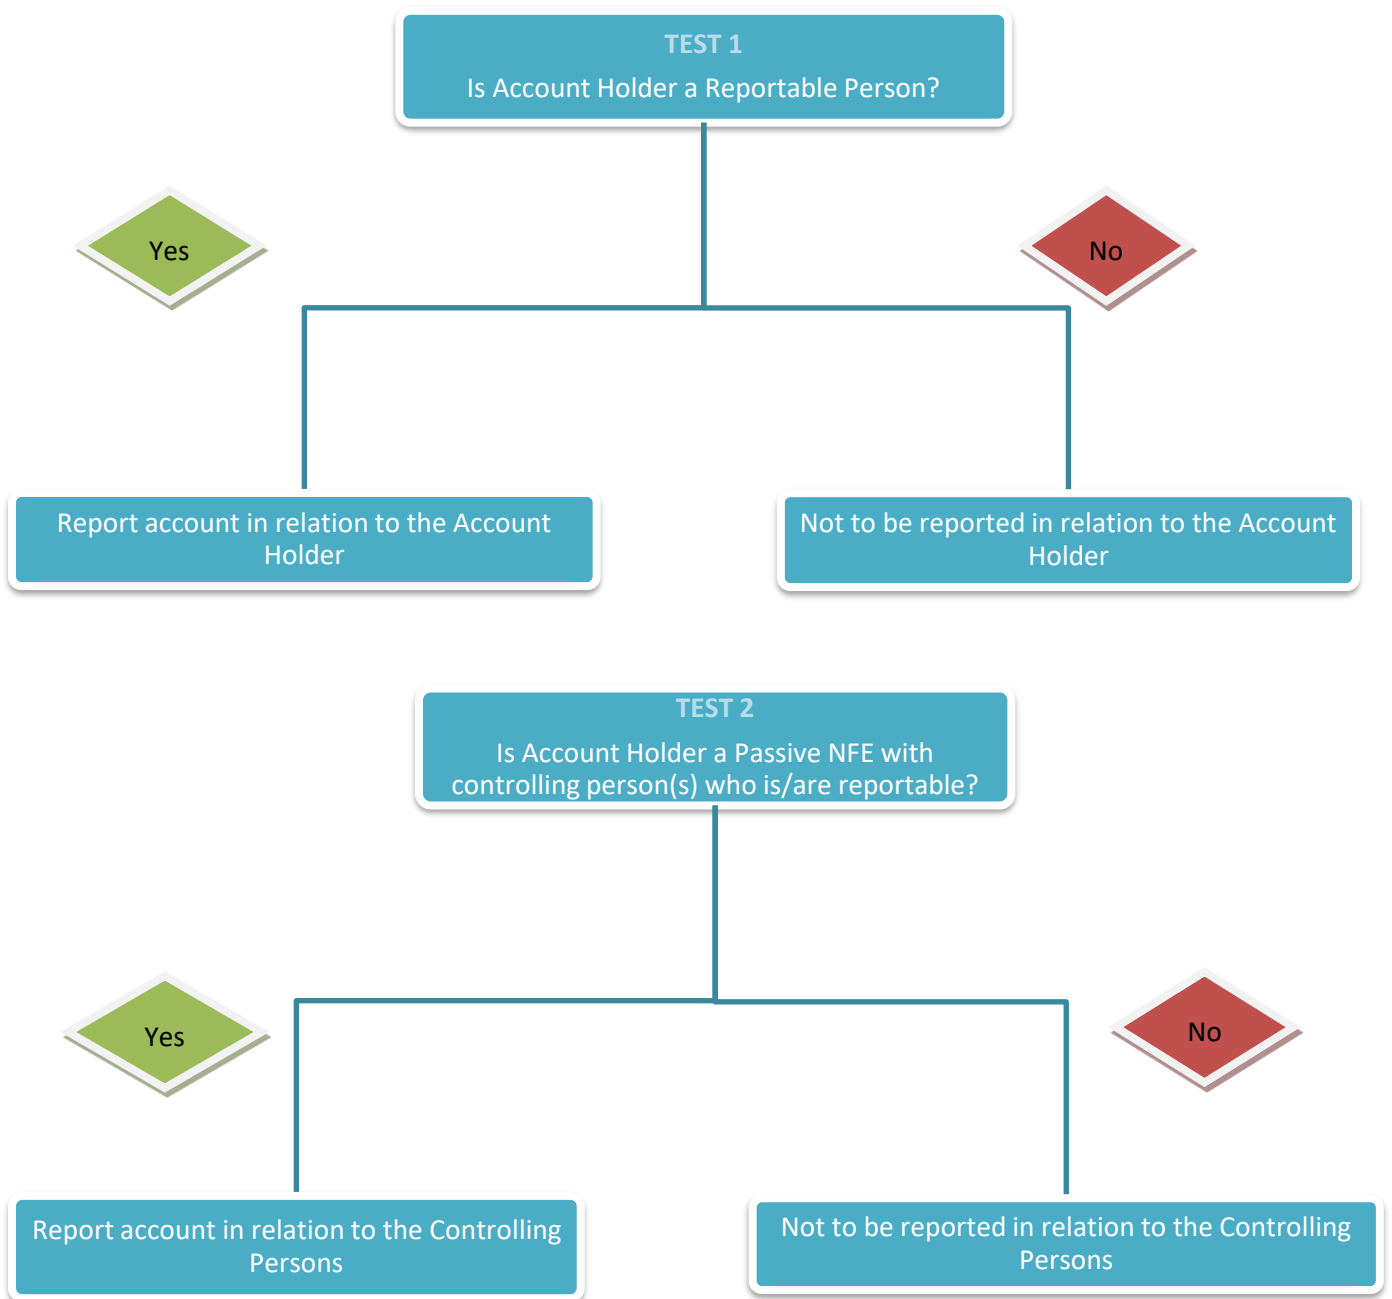 TEST 1
Is Account Holder a Reportable Person?
Yes
No
Report account in relation to the Account
Holder
Not to be reported in relation to the Account
Holder
TEST 2
Is Account Holder a Passive NFE with
controlling person(s) who is/are reportable?
Yes
No
Report account in relation to the Controlling
Persons
Not to be reported in relation to the Controlling
Persons